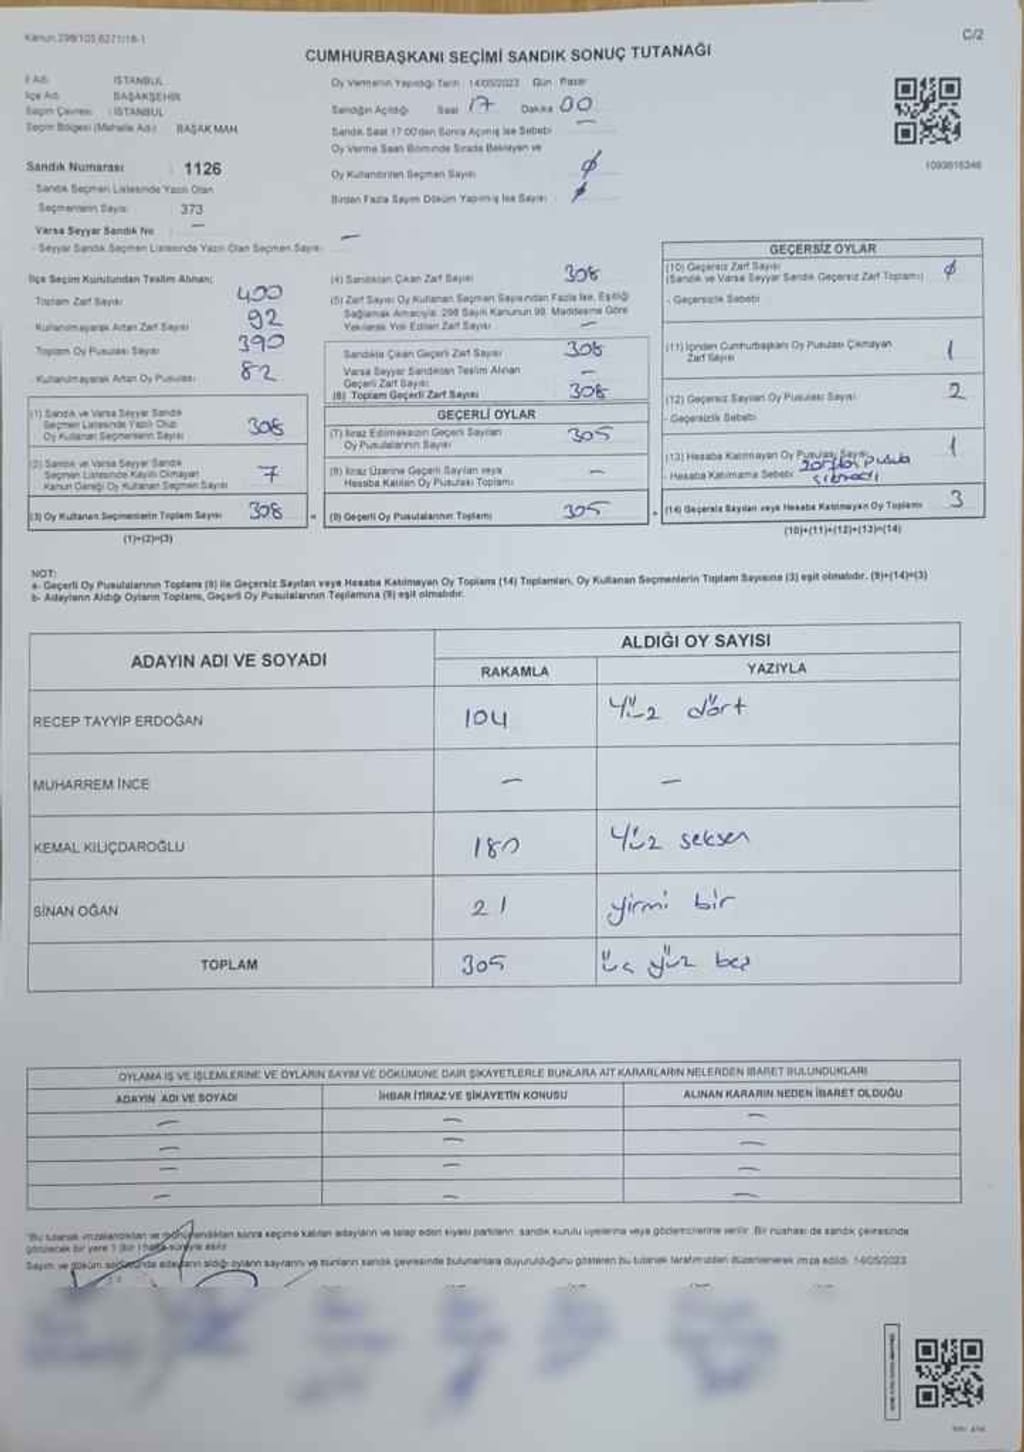 Kanun 298/105,6271/18-1
C/2
CUMHURBAŞKANI SEÇİMİ SANDIK SONUÇ TUTANAĞI
İl Adı : İSTANBUL
İlçe Adı : BAŞAKŞEHİR
Seçim Çevresi : İSTANBUL
Seçim Bölgesi (Mahalle Adı) : BAŞAK MAH.
Sandık Numarası : 1126
Sandık Seçmen Listesinde Yazılı Olan
Seçmenlerin Sayısı : 373
Varsa Seyyar Sandık No : —
- Seyyar Sandık Seçmen Listesinde Yazılı Olan Seçmen Sayısı : —
Oy Vermenin Yapıldığı Tarih : 14/05/2023 Gün : Pazar
Sandığın Açıldığı Saat 17 Dakika 00
Sandık Saat 17.00'den Sonra Açılmış İse Sebebi —
Oy Verme Saati Bitiminde Sırada Bekleyen ve
Oy Kullandırılan Seçmen Sayısı ∅
Birden Fazla Sayım Döküm Yapılmış İse Sayısı
1093616346
İlçe Seçim Kurulundan Teslim Alınan;
Toplam Zarf Sayısı 400
Kullanılmayarak Artan Zarf Sayısı 92
Toplam Oy Pusulası Sayısı 390
Kullanılmayarak Artan Oy Pusulası 82
(1) Sandık ve Varsa Seyyar Sandık
Seçmen Listesinde Yazılı Olup
Oy Kullanan Seçmenlerin Sayısı 308
(2) Sandık ve Varsa Seyyar Sandık
Seçmen Listesinde Kayıtlı Olmayan
Kanun Gereği Oy Kullanan Seçmen Sayısı 7
(3) Oy Kullanan Seçmenlerin Toplam Sayısı 308
(1)+(2)=(3)
(4) Sandıktan Çıkan Zarf Sayısı 308
(5) Zarf Sayısı Oy Kullanan Seçmen Sayısından Fazla İse, Eşitliği
Sağlamak Amacıyla; 298 Sayılı Kanunun 98. Maddesine Göre
Yakılarak Yok Edilen Zarf Sayısı —
Sandıkta Çıkan Geçerli Zarf Sayısı 308
Varsa Seyyar Sandıktan Teslim Alınan
Geçerli Zarf Sayısı —
(6) Toplam Geçerli Zarf Sayısı 308
GEÇERLİ OYLAR
(7) İtiraz Edilmeksizin Geçerli Sayılan
Oy Pusulalarının Sayısı 305
(8) İtiraz Üzerine Geçerli Sayılan veya
Hesaba Katılan Oy Pusulası Toplamı —
(9) Geçerli Oy Pusulalarının Toplamı 305
GEÇERSİZ OYLAR
(10) Geçersiz Zarf Sayısı
(Sandık ve Varsa Seyyar Sandık Geçersiz Zarf Toplamı) ∅
- Geçersizlik Sebebi
(11) İçinden Cumhurbaşkanı Oy Pusulası Çıkmayan
Zarf Sayısı 1
(12) Geçersiz Sayılan Oy Pusulası Sayısı 2
- Geçersizlik Sebebi
(13) Hesaba Katılmayan Oy Pusulası Sayısı 1
- Hesaba Katılmama Sebebi zarftan pusula
çıkmadı
(14) Geçersiz Sayılan veya Hesaba Katılmayan Oy Toplamı 3
(10)+(11)+(12)+(13)=(14)
NOT:
a- Geçerli Oy Pusulalarının Toplamı (9) ile Geçersiz Sayılan veya Hesaba Katılmayan Oy Toplamı (14) Toplamları, Oy Kullanan Seçmenlerin Toplam Sayısına (3) eşit olmalıdır. (9)+(14)=(3)
b- Adayların Aldığı Oyların Toplamı, Geçerli Oy Pusulalarının Toplamına (9) eşit olmalıdır.
ADAYIN ADI VE SOYADI
ALDIĞI OY SAYISI
RAKAMLA YAZIYLA
RECEP TAYYİP ERDOĞAN 104 Yüz dört
MUHARREM İNCE — —
KEMAL KILIÇDAROĞLU 180 Yüz seksen
SİNAN OĞAN 21 yirmi bir
TOPLAM 305 üç yüz beş
OYLAMA İŞ VE İŞLEMLERİNE VE OYLARIN SAYIM VE DÖKÜMÜNE DAİR ŞİKAYETLERLE BUNLARA AİT KARARLARIN NELERDEN İBARET BULUNDUKLARI
ADAYIN ADI VE SOYADI İHBAR İTİRAZ VE ŞİKAYETİN KONUSU ALINAN KARARIN NEDEN İBARET OLDUĞU
— — —
— — —
— — —
— — —
Bu tutanak imzalandıktan ve mühürlendikten sonra seçime katılan adayların ve talep eden siyasi partilerin sandık kurulu üyelerine veya gözlemcilerine verilir. Bir nüshası da sandık çevresinde
görülecek bir yere 1 (bir) hafta süreyle asılır.
Sayım ve döküm sonucunda adayların aldığı oyların sayılarını ve bunların sandık çevresinde bulunanlara duyurulduğunu gösteren bu tutanak tarafımızdan düzenlenerek imza edildi. 14/05/2023